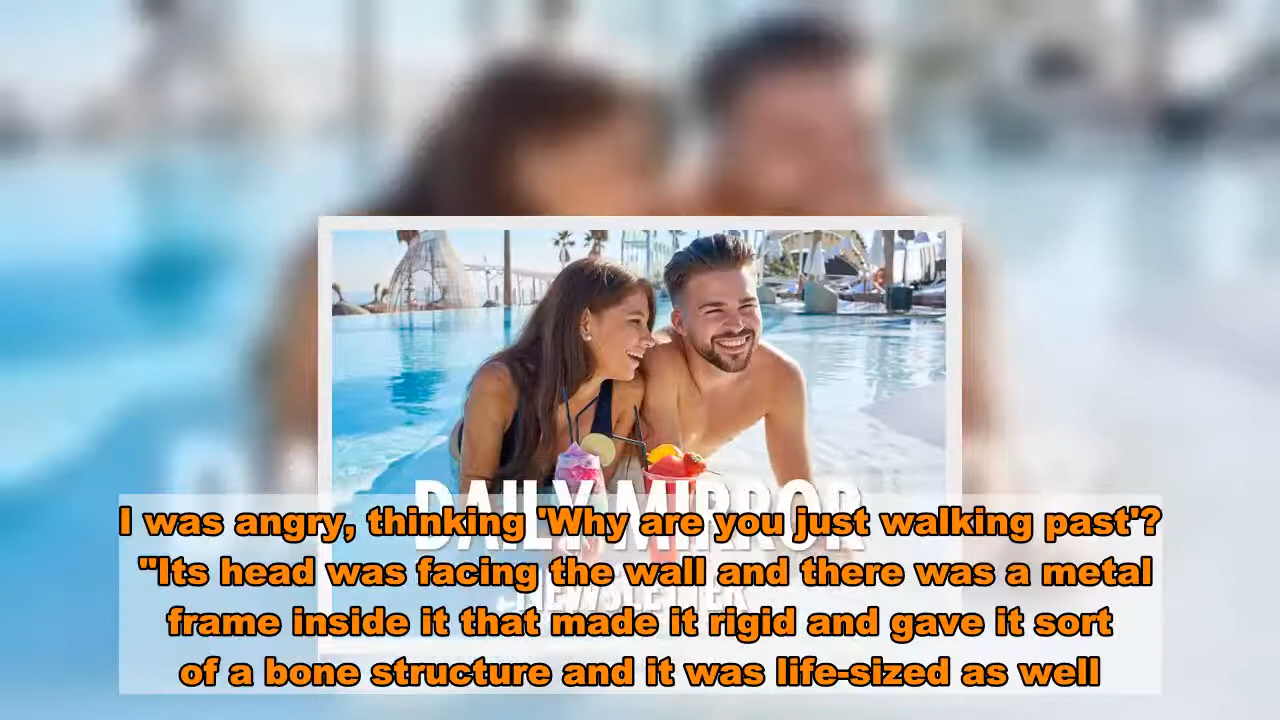 DAILY MIRROR
NEWSLETTER
I was angry, thinking 'Why are you just walking past'?
"Its head was facing the wall and there was a metal
frame inside it that made it rigid and gave it sort
of a bone structure and it was life-sized as well